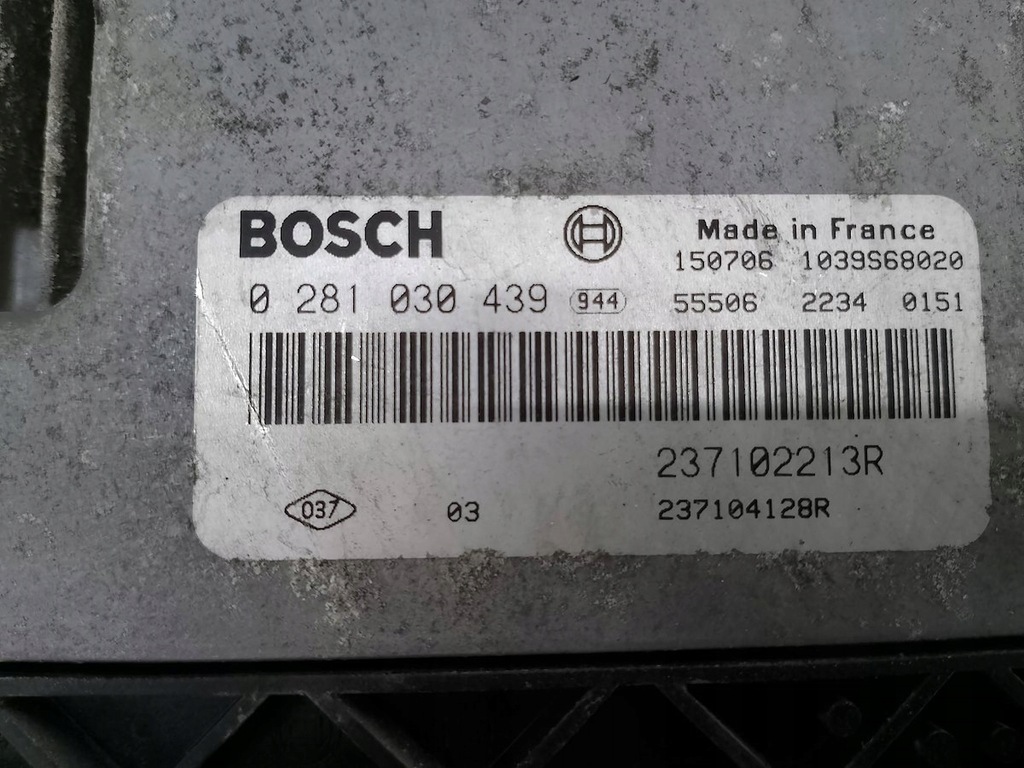 BOSCH
Made in France
150706 1039S68020
0 281 030 439 944 55506 2234 0151
237102213R
037 03 237104128R